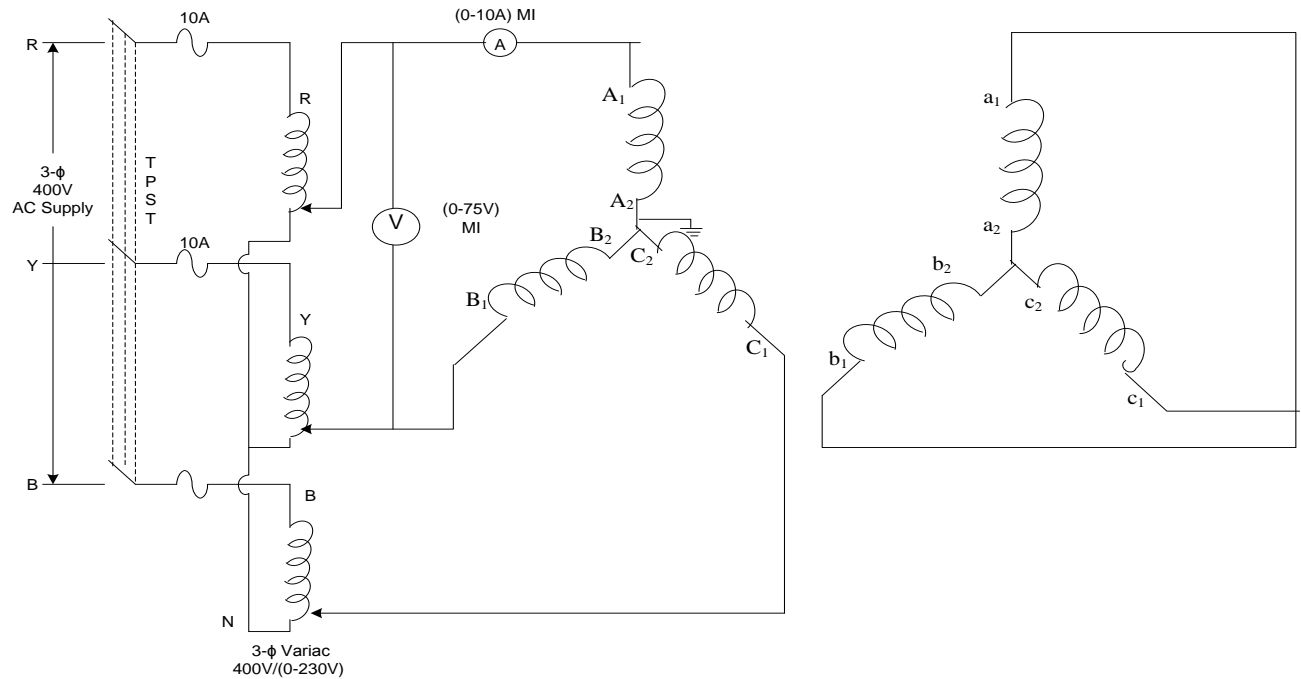 10A
(0-10A) MI
R
A
R
A₁
a₁
3-ϕ
400V
AC Supply
T
P
S
T
V
(0-75V)
MI
A₂
a₂
10A
B₂
C₂
Y
b₂
c₂
B₁
Y
C₁
b₁
c₁
B
B
N
3-ϕ Variac
400V/(0-230V)